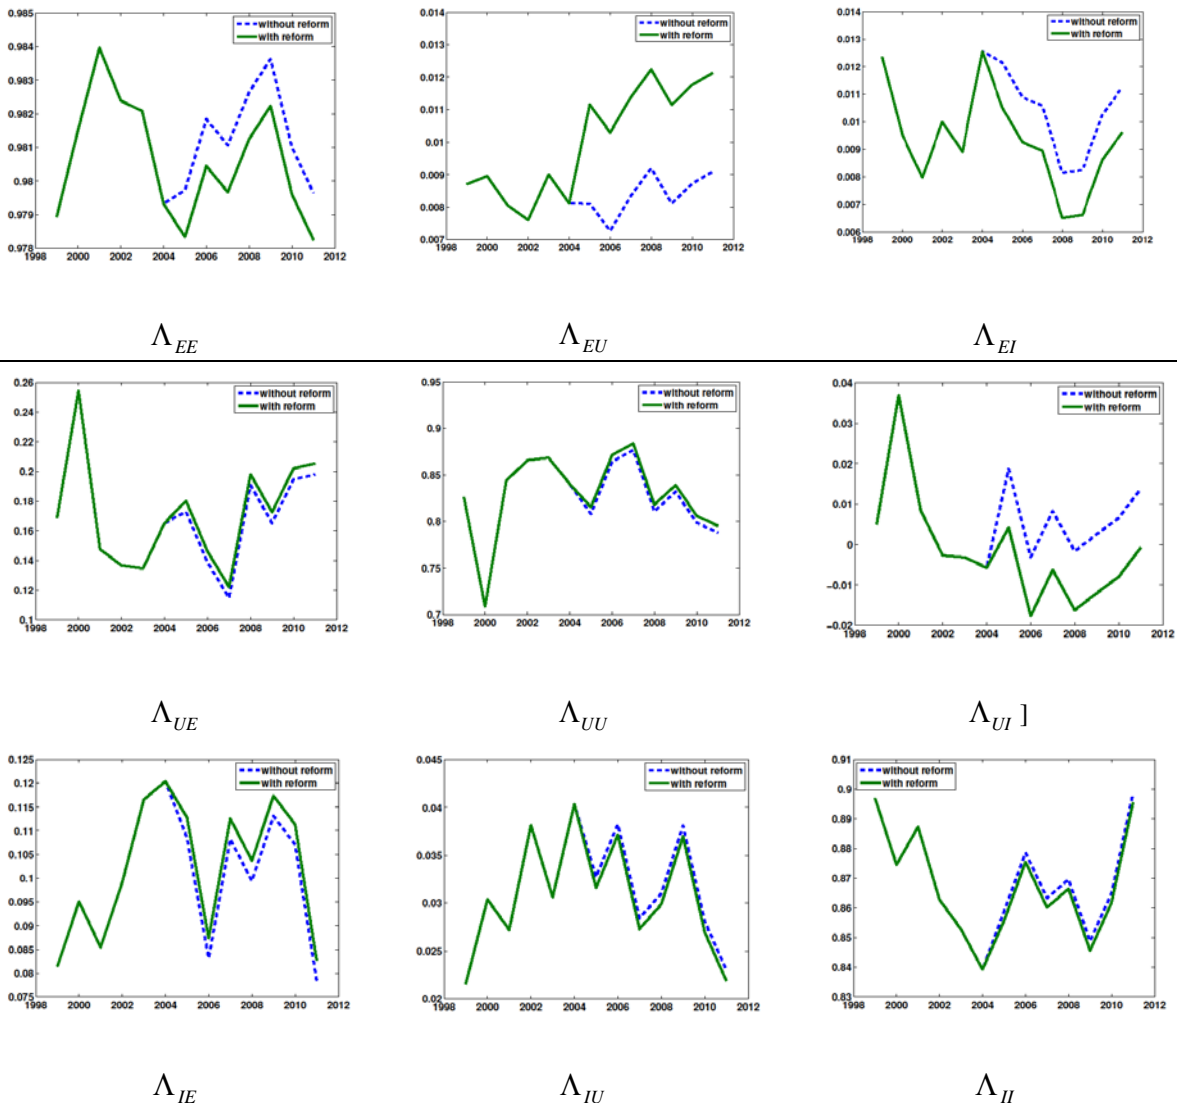 0.985
0.984
0.983
0.982
0.981
0.98
0.979
0.978
1998 2000 2002 2004 2006 2008 2010 2012
without reform
with reform
Λ_EE
0.014
0.013
0.012
0.011
0.01
0.009
0.008
0.007
1998 2000 2002 2004 2006 2008 2010 2012
without reform
with reform
Λ_EU
0.014
0.013
0.012
0.011
0.01
0.009
0.008
0.007
0.006
1998 2000 2002 2004 2006 2008 2010 2012
without reform
with reform
Λ_EI
0.26
0.24
0.22
0.2
0.18
0.16
0.14
0.12
0.1
1998 2000 2002 2004 2006 2008 2010 2012
without reform
with reform
Λ_UE
0.95
0.9
0.85
0.8
0.75
0.7
1998 2000 2002 2004 2006 2008 2010 2012
without reform
with reform
Λ_UU
0.04
0.03
0.02
0.01
0
−0.01
−0.02
1998 2000 2002 2004 2006 2008 2010 2012
without reform
with reform
Λ_UI ]
0.125
0.12
0.115
0.11
0.105
0.1
0.095
0.09
0.085
0.08
0.075
1998 2000 2002 2004 2006 2008 2010 2012
without reform
with reform
Λ_IE
0.045
0.04
0.035
0.03
0.025
0.02
1998 2000 2002 2004 2006 2008 2010 2012
without reform
with reform
Λ_IU
0.91
0.9
0.89
0.88
0.87
0.86
0.85
0.84
0.83
1998 2000 2002 2004 2006 2008 2010 2012
without reform
with reform
Λ_II